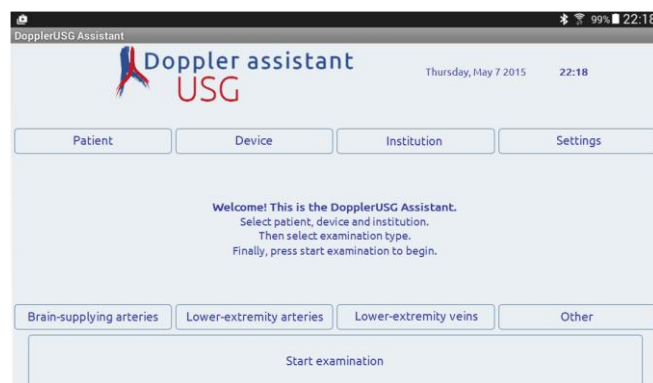 99% 22:18
DopplerUSG Assistant
Doppler assistant
USG
Thursday, May 7 2015 22:18
Patient Device Institution Settings
Welcome! This is the DopplerUSG Assistant.
Select patient, device and institution.
Then select examination type.
Finally, press start examination to begin.
Brain-supplying arteries Lower-extremity arteries Lower-extremity veins Other
Start examination